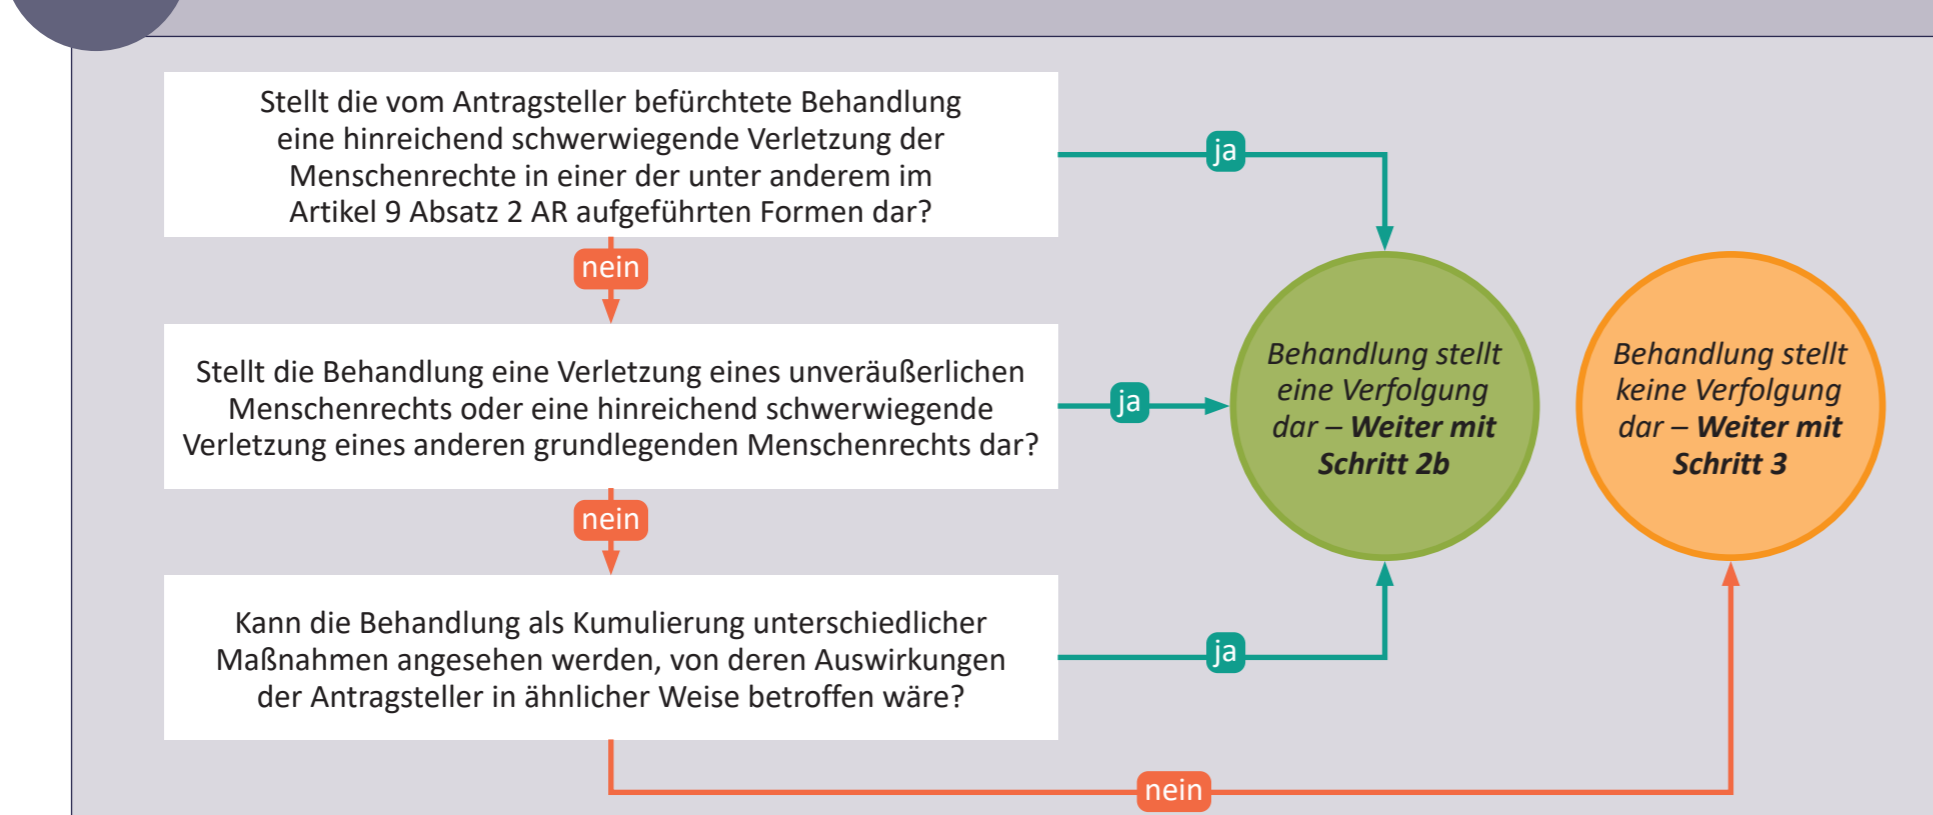 Stellt die vom Antragsteller befürchtete Behandlung
eine hinreichend schwerwiegende Verletzung der
Menschenrechte in einer der unter anderem im
Artikel 9 Absatz 2 AR aufgeführten Formen dar?
ja
nein
Stellt die Behandlung eine Verletzung eines unveräußerlichen
Menschenrechts oder eine hinreichend schwerwiegende
Verletzung eines anderen grundlegenden Menschenrechts dar?
ja
Behandlung stellt
eine Verfolgung
dar – Weiter mit
Schritt 2b
Behandlung stellt
keine Verfolgung
dar – Weiter mit
Schritt 3
nein
Kann die Behandlung als Kumulierung unterschiedlicher
Maßnahmen angesehen werden, von deren Auswirkungen
der Antragsteller in ähnlicher Weise betroffen wäre?
ja
nein